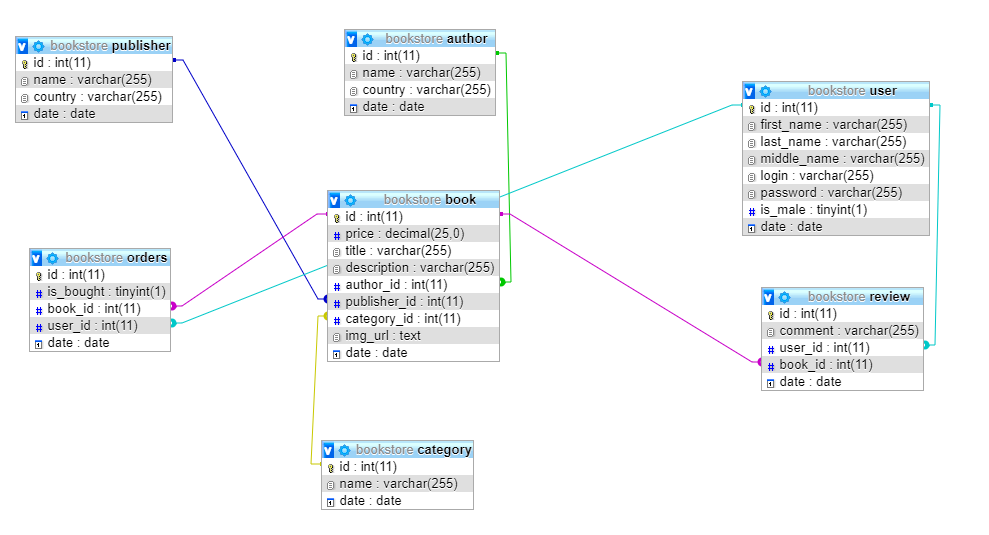 bookstore publisher
id : int(11)
name : varchar(255)
country : varchar(255)
date : date
bookstore author
id : int(11)
name : varchar(255)
country : varchar(255)
date : date
bookstore user
id : int(11)
first_name : varchar(255)
last_name : varchar(255)
middle_name : varchar(255)
login : varchar(255)
password : varchar(255)
is_male : tinyint(1)
date : date
bookstore book
id : int(11)
price : decimal(25,0)
title : varchar(255)
description : varchar(255)
author_id : int(11)
publisher_id : int(11)
category_id : int(11)
img_url : text
date : date
bookstore orders
id : int(11)
is_bought : tinyint(1)
book_id : int(11)
user_id : int(11)
date : date
bookstore review
id : int(11)
comment : varchar(255)
user_id : int(11)
book_id : int(11)
date : date
bookstore category
id : int(11)
name : varchar(255)
date : date